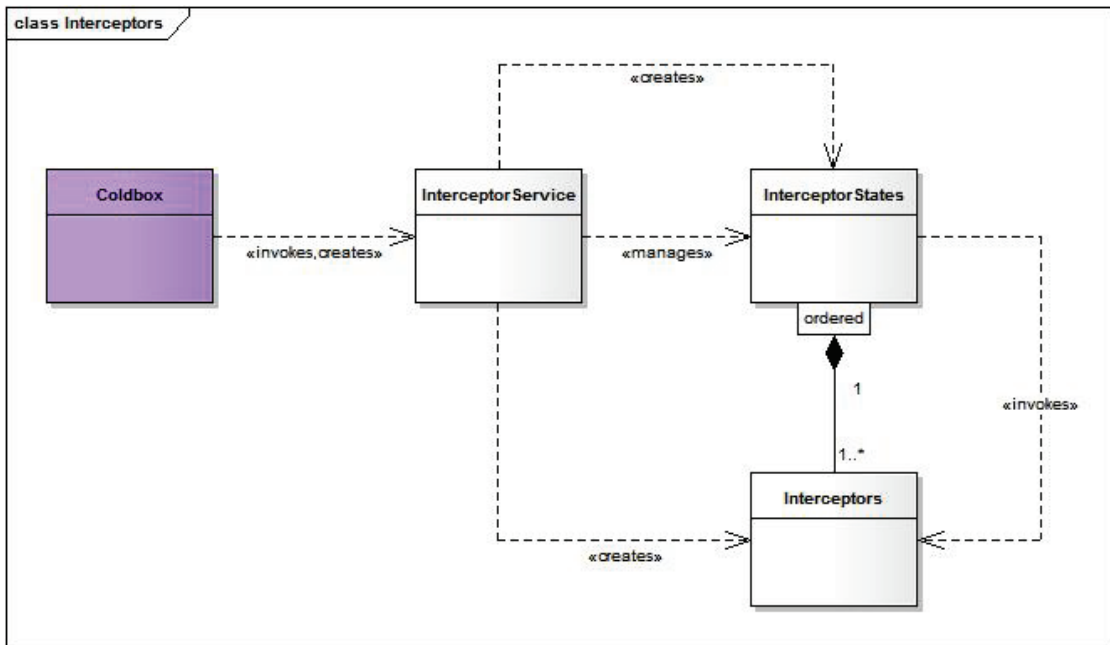 class Interceptors
«creates»
Coldbox
InterceptorService
InterceptorStates
«invokes,creates»
«manages»
ordered
1
«invokes»
1..*
Interceptors
«creates»